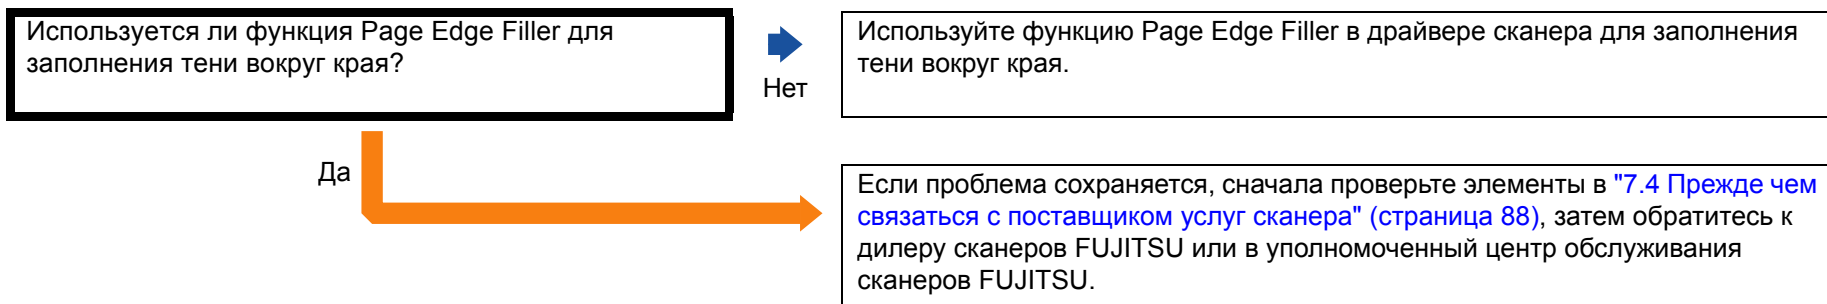 Используется ли функция Page Edge Filler для
заполнения тени вокруг края?
Нет
Используйте функцию Page Edge Filler в драйвере сканера для заполнения
тени вокруг края.
Да
Если проблема сохраняется, сначала проверьте элементы в "7.4 Прежде чем
связаться с поставщиком услуг сканера" (страница 88), затем обратитесь к
дилеру сканеров FUJITSU или в уполномоченный центр обслуживания
сканеров FUJITSU.